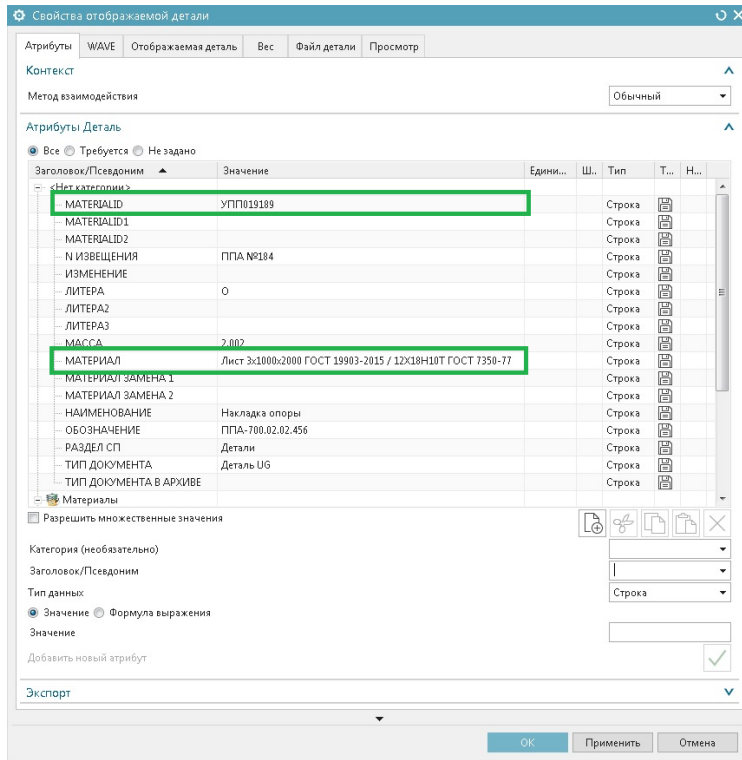 Свойства отображаемой детали
Атрибуты WAVE Отображаемая деталь Вес Файл детали Просмотр
Контекст
Метод взаимодействия Обычный
Атрибуты Деталь
Все Требуется Не задано
Заголовок/Псевдоним Значение Едини... Ш.. Тип Т... Н...
<Нет категории>
MATERIALID УПП019189 Строка
MATERIALID1 Строка
MATERIALID2 Строка
N ИЗВЕЩЕНИЯ ППА №184 Строка
ИЗМЕНЕНИЕ Строка
ЛИТЕРА О Строка
ЛИТЕРА2 Строка
ЛИТЕРА3 Строка
МАССА 2.002 Строка
МАТЕРИАЛ Лист 3х1000х2000 ГОСТ 19903-2015 / 12Х18Н10Т ГОСТ 7350-77 Строка
МАТЕРИАЛ ЗАМЕНА 1 Строка
МАТЕРИАЛ ЗАМЕНА 2 Строка
НАИМЕНОВАНИЕ Накладка опоры Строка
ОБОЗНАЧЕНИЕ ППА-700.02.02.456 Строка
РАЗДЕЛ СП Детали Строка
ТИП ДОКУМЕНТА Деталь UG Строка
ТИП ДОКУМЕНТА В АРХИВЕ Строка
Материалы
Разрешить множественные значения
Категория (необязательно)
Заголовок/Псевдоним
Тип данных Строка
Значение Формула выражения
Значение
Добавить новый атрибут
Экспорт
ОК Применить Отмена